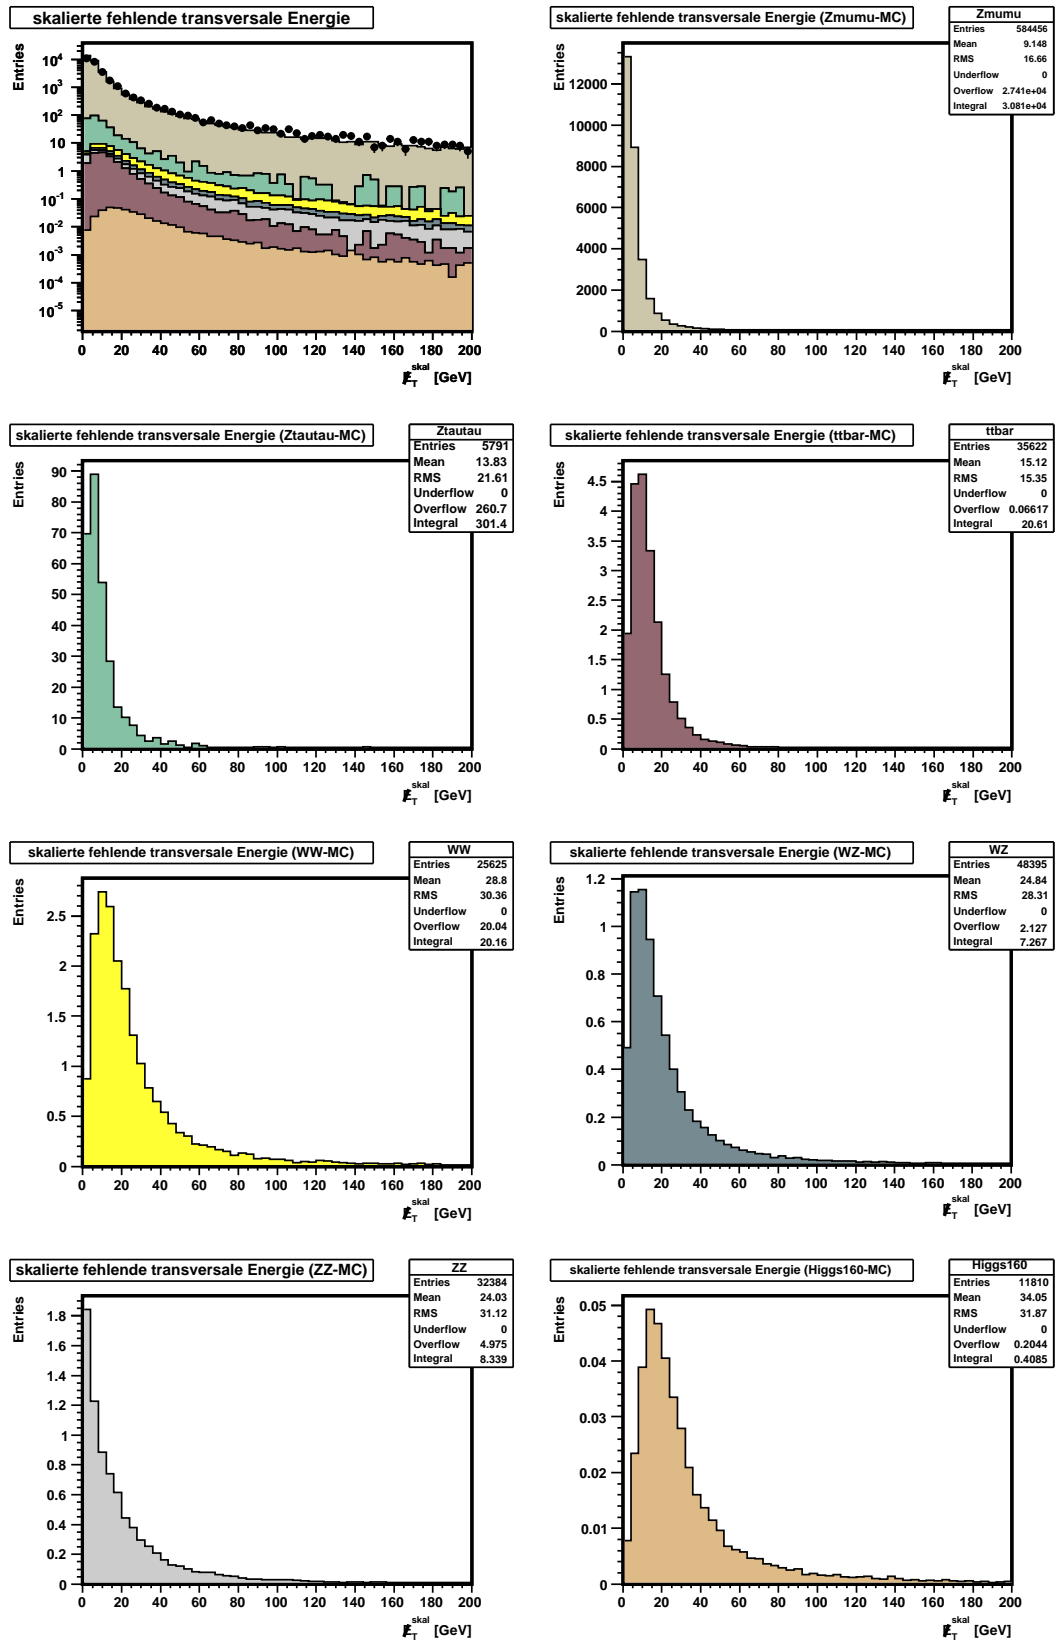 skalierte fehlende transversale Energie
Entries
10^4
10^3
10^2
10
1
10^-1
10^-2
10^-3
10^-4
10^-5
0 20 40 60 80 100 120 140 160 180 200
E_T^skal [GeV]
skalierte fehlende transversale Energie (Zmumu-MC)
Zmumu
Entries 584456
Mean 9.148
RMS 16.66
Underflow 0
Overflow 2.741e+04
Integral 3.081e+04
Entries
12000
10000
8000
6000
4000
2000
0
0 20 40 60 80 100 120 140 160 180 200
E_T^skal [GeV]
skalierte fehlende transversale Energie (Ztautau-MC)
Ztautau
Entries 5791
Mean 13.83
RMS 21.61
Underflow 0
Overflow 260.7
Integral 301.4
Entries
90
80
70
60
50
40
30
20
10
0
0 20 40 60 80 100 120 140 160 180 200
E_T^skal [GeV]
skalierte fehlende transversale Energie (ttbar-MC)
ttbar
Entries 35622
Mean 15.12
RMS 15.35
Underflow 0
Overflow 0.06617
Integral 20.61
Entries
4.5
4
3.5
3
2.5
2
1.5
1
0.5
0
0 20 40 60 80 100 120 140 160 180 200
E_T^skal [GeV]
skalierte fehlende transversale Energie (WW-MC)
WW
Entries 25625
Mean 28.8
RMS 30.36
Underflow 0
Overflow 20.04
Integral 20.16
Entries
2.5
2
1.5
1
0.5
0
0 20 40 60 80 100 120 140 160 180 200
E_T^skal [GeV]
skalierte fehlende transversale Energie (WZ-MC)
WZ
Entries 48395
Mean 24.84
RMS 28.31
Underflow 0
Overflow 2.127
Integral 7.267
Entries
1.2
1
0.8
0.6
0.4
0.2
0
0 20 40 60 80 100 120 140 160 180 200
E_T^skal [GeV]
skalierte fehlende transversale Energie (ZZ-MC)
ZZ
Entries 32384
Mean 24.03
RMS 31.12
Underflow 0
Overflow 4.975
Integral 8.339
Entries
1.8
1.6
1.4
1.2
1
0.8
0.6
0.4
0.2
0
0 20 40 60 80 100 120 140 160 180 200
E_T^skal [GeV]
skalierte fehlende transversale Energie (Higgs160-MC)
Higgs160
Entries 11810
Mean 34.05
RMS 31.87
Underflow 0
Overflow 0.2044
Integral 0.4085
Entries
0.05
0.04
0.03
0.02
0.01
0
0 20 40 60 80 100 120 140 160 180 200
E_T^skal [GeV]